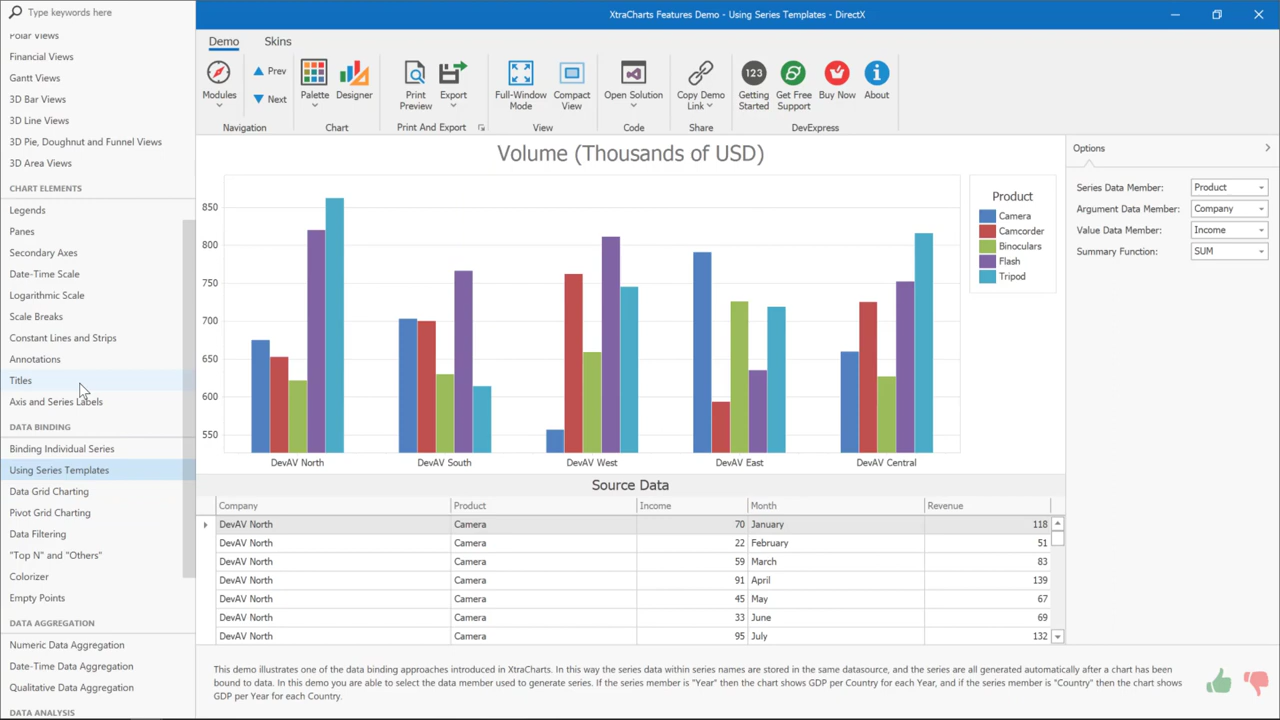 Type keywords here
XtraCharts Features Demo - Using Series Templates - DirectX
Polar Views
Financial Views
Gantt Views
3D Bar Views
3D Line Views
3D Pie, Doughnut and Funnel Views
3D Area Views
CHART ELEMENTS
Legends
Panes
Secondary Axes
Date-Time Scale
Logarithmic Scale
Scale Breaks
Constant Lines and Strips
Annotations
Titles
Axis and Series Labels
DATA BINDING
Binding Individual Series
Using Series Templates
Data Grid Charting
Pivot Grid Charting
Data Filtering
"Top N" and "Others"
Colorizer
Empty Points
DATA AGGREGATION
Numeric Data Aggregation
Date-Time Data Aggregation
Qualitative Data Aggregation
DATA ANALYSIS
Demo Skins
Modules
Prev
Next
Navigation
Palette
Designer
Chart
Print
Preview
Export
Print And Export
Full-Window
Mode
Compact
View
View
Open Solution
Code
Copy Demo
Link
Share
123
Getting
Started
Get Free
Support
Buy Now
About
DevExpress
Volume (Thousands of USD)
850
800
750
700
650
600
550
DevAV North DevAV South DevAV West DevAV East DevAV Central
Product
Camera
Camcorder
Binoculars
Flash
Tripod
Options
Series Data Member: Product
Argument Data Member: Company
Value Data Member: Income
Summary Function: SUM
Source Data
Company Product Income Month Revenue
DevAV North Camera 70 January 118
DevAV North Camera 22 February 51
DevAV North Camera 59 March 83
DevAV North Camera 91 April 139
DevAV North Camera 45 May 67
DevAV North Camera 33 June 69
DevAV North Camera 95 July 132
This demo illustrates one of the data binding approaches introduced in XtraCharts. In this way the series data within series names are stored in the same datasource, and the series are all generated automatically after a chart has been
bound to data. In this demo you are able to select the data member used to generate series. If the series member is "Year" then the chart shows GDP per Country for each Year, and if the series member is "Country" then the chart shows
GDP per Year for each Country.